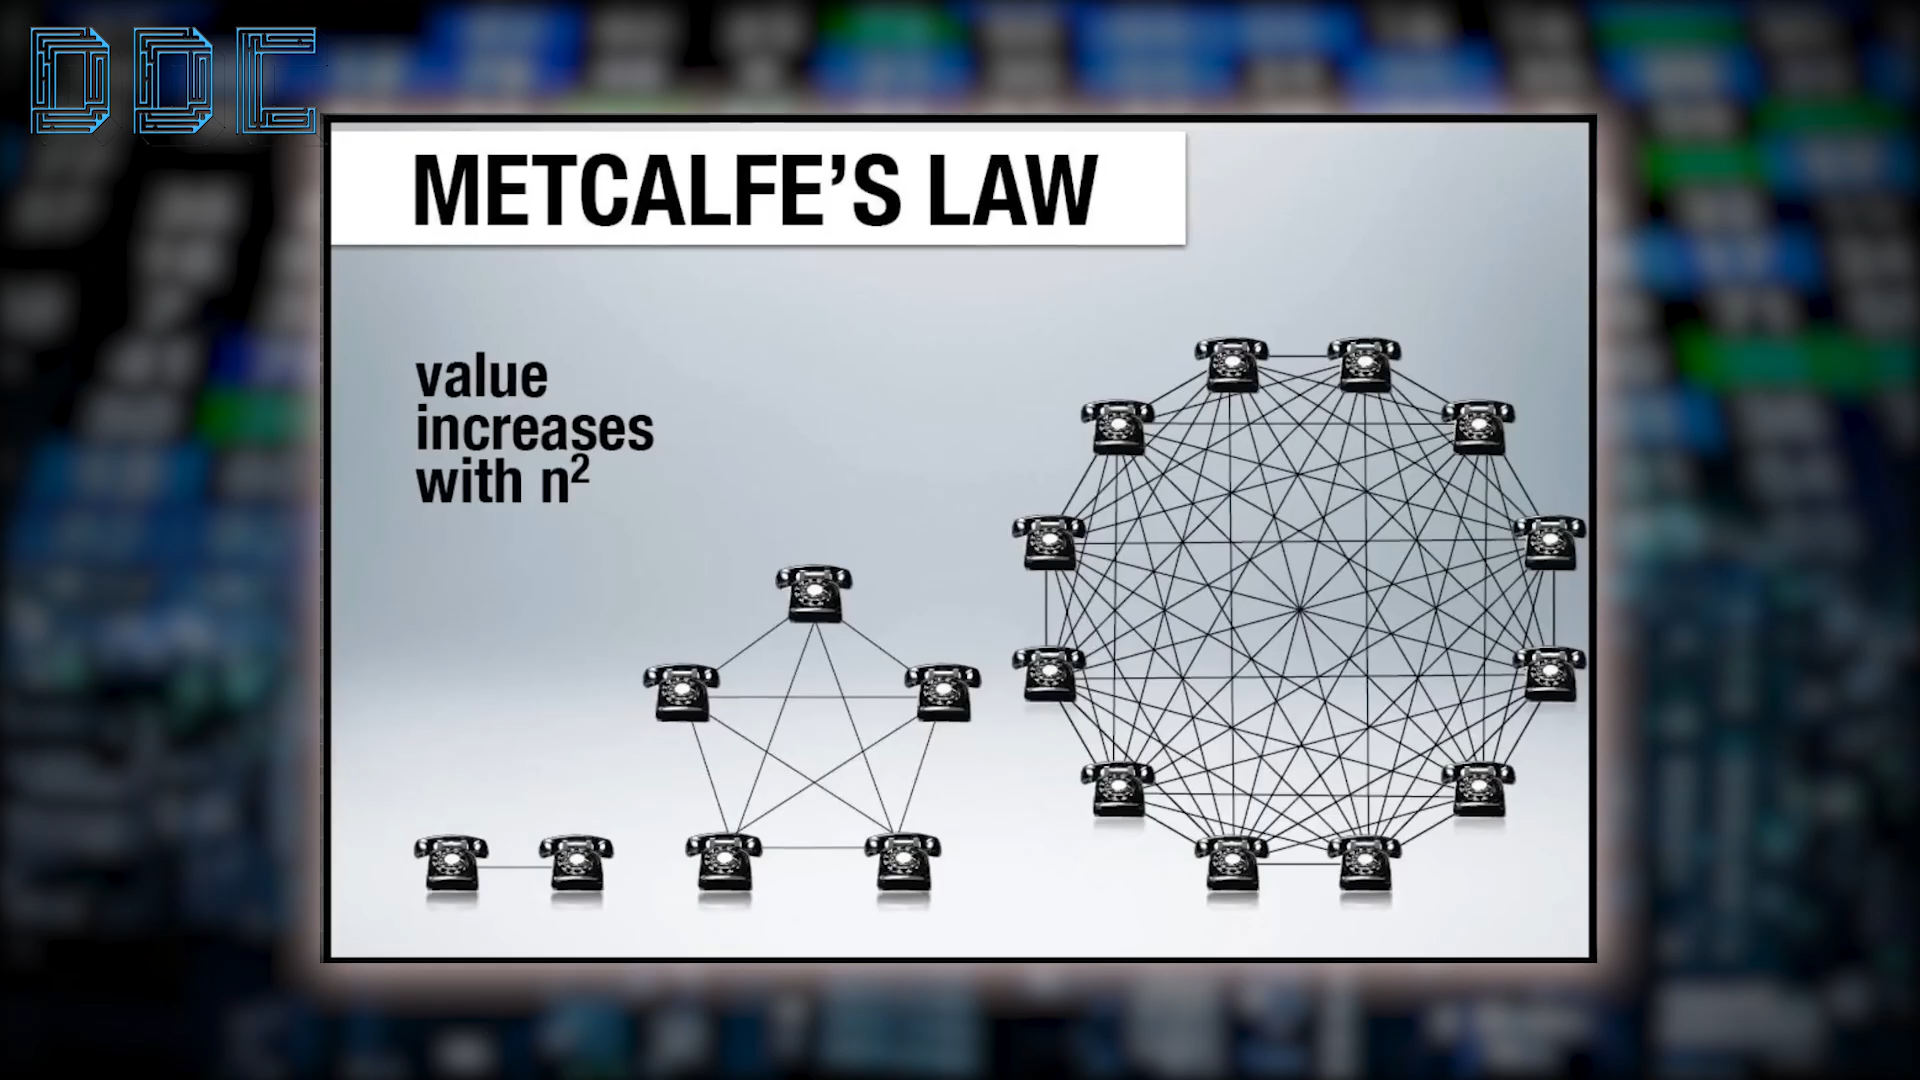 DDC
METCALFE'S LAW
value
increases
with n²